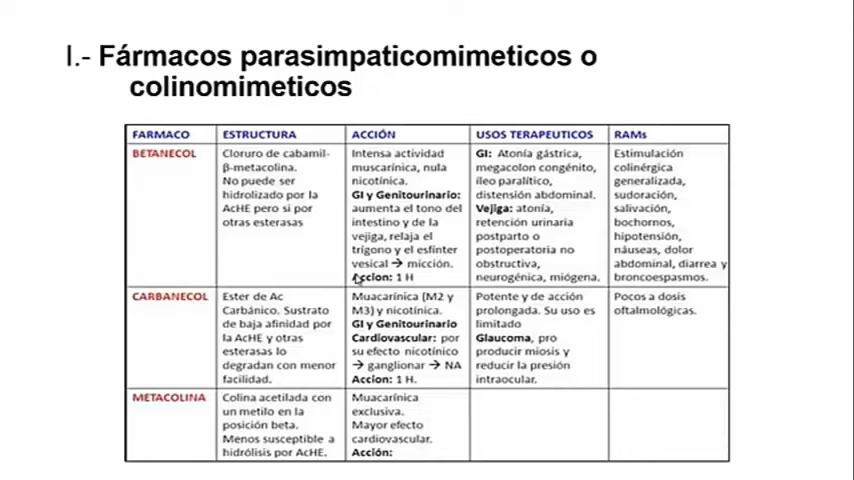 I.- Fármacos parasimpaticomimeticos o
colinomimeticos
FARMACO
ESTRUCTURA
ACCIÓN
USOS TERAPEUTICOS
RAMs
BETANECOL
Cloruro de cabamil-
β-metacolina.
No puede ser
hidrolizado por la
AcHE pero si por
otras esterasas
Intensa actividad
muscarínica, nula
nicotínica.
GI y Genitourinario:
aumenta el tono del
intestino y de la
vejiga, relaja el
trígono y el esfínter
vesical → micción.
Accion: 1 H
GI: Atonía gástrica,
megacolon congénito,
íleo paralítico,
distensión abdominal.
Vejiga: atonía,
retención urinaria
postparto o
postoperatoria no
obstructiva,
neurogénica, miógena.
Estimulación
colinérgica
generalizada,
sudoración,
salivación,
bochornos,
hipotensión,
náuseas, dolor
abdominal, diarrea y
broncoespasmos.
CARBANECOL
Ester de Ac
Carbánico. Sustrato
de baja afinidad por
la AcHE y otras
esterasas lo
degradan con menor
facilidad.
Muacarínica (M2 y
M3) y nicotínica.
GI y Genitourinario
Cardiovascular: por
su efecto nicotínico
→ ganglionar → NA
Accion: 1 H.
Potente y de acción
prolongada. Su uso es
limitado
Glaucoma, pro
producir miosis y
reducir la presión
intraocular.
Pocos a dosis
oftalmológicas.
METACOLINA
Colina acetilada con
un metilo en la
posición beta.
Menos susceptible a
hidrólisis por AcHE.
Muacarínica
exclusiva.
Mayor efecto
cardiovascular.
Acción: